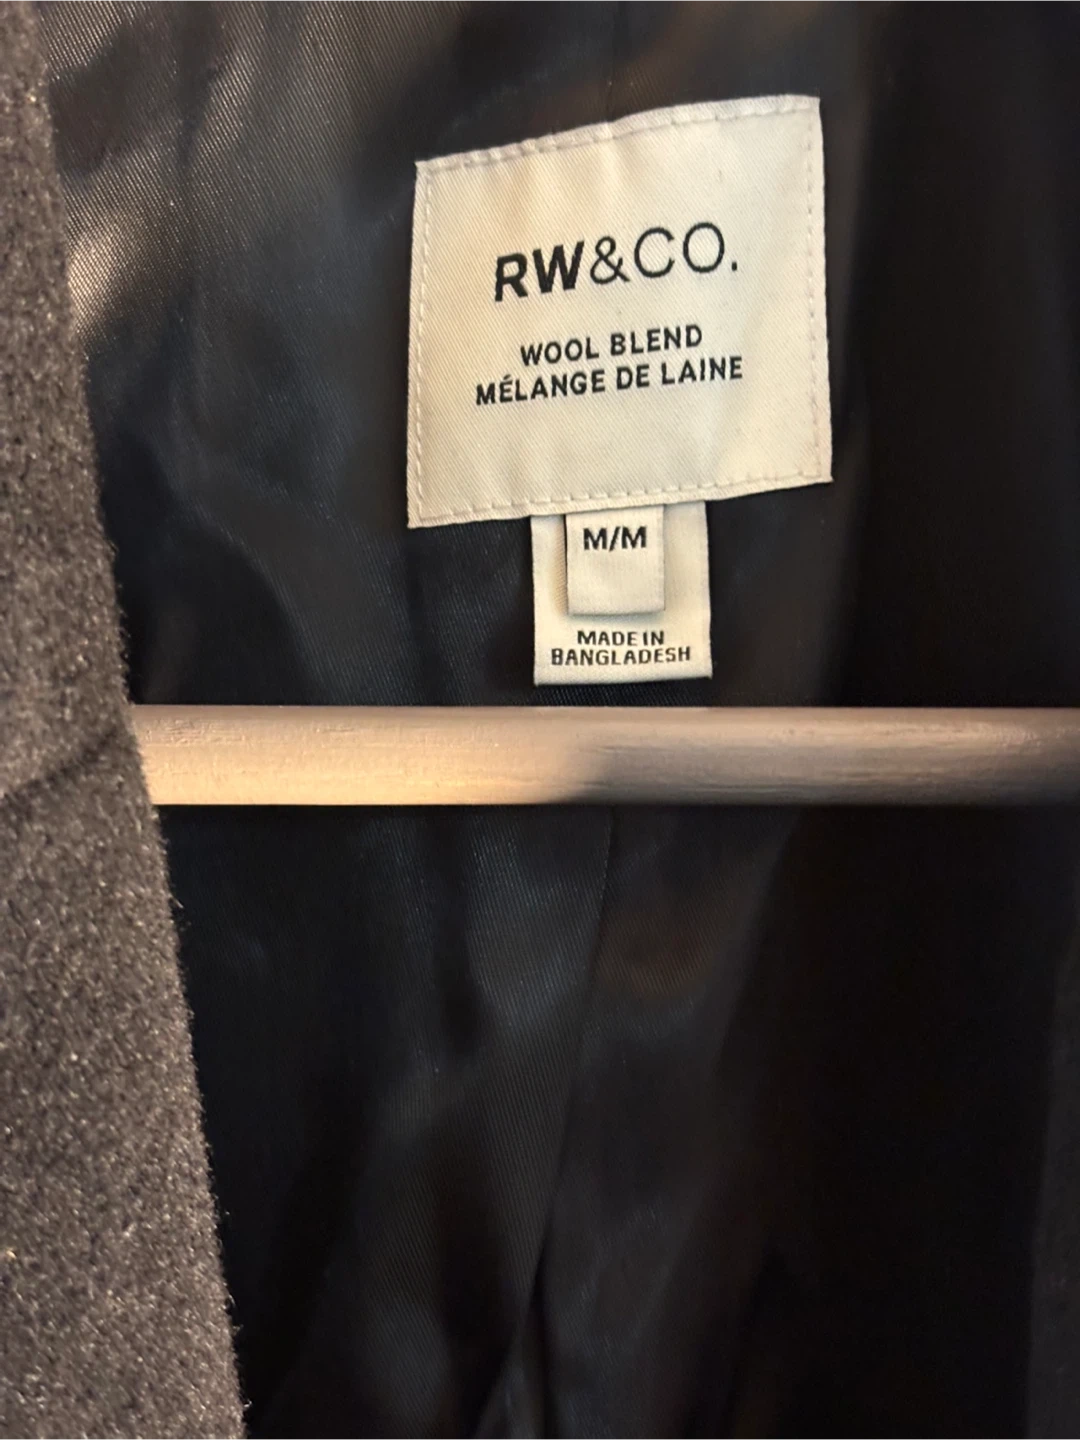 RW&CO.
WOOL BLEND
MÉLANGE DE LAINE
M/M
MADE IN
BANGLADESH